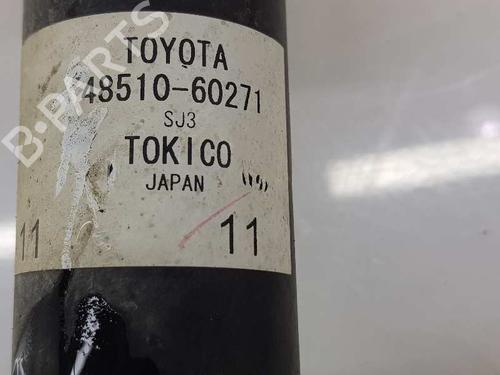 B-PARTS
TOYOTA
48510-60271
SJ3
TOKICO
JAPAN
11 11